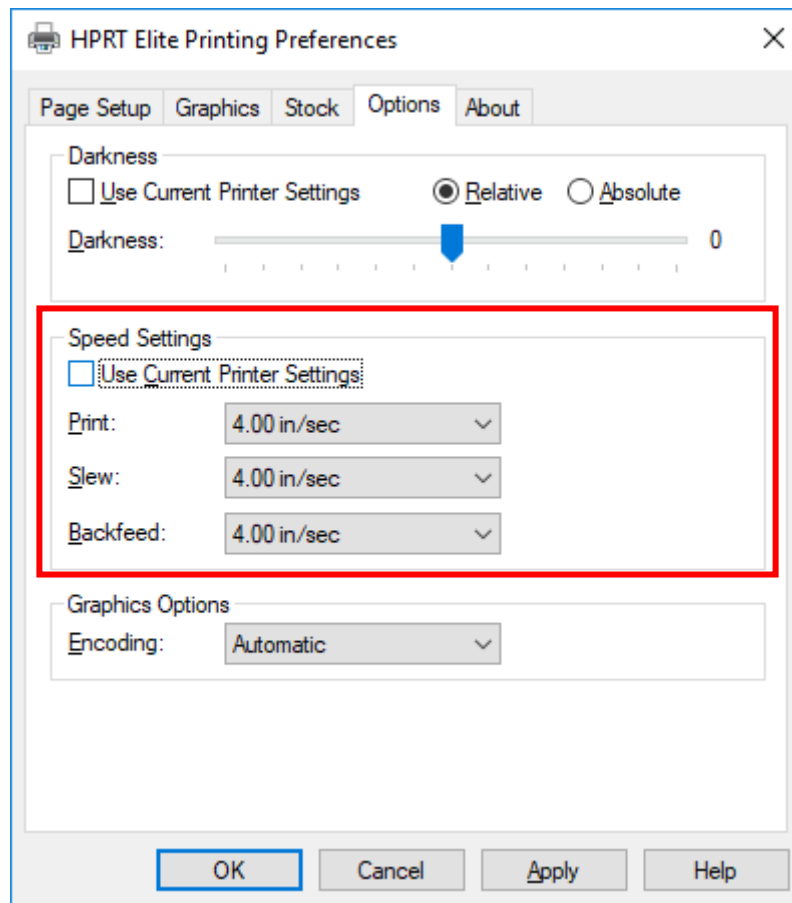 HPRT Elite Printing Preferences
Page Setup Graphics Stock Options About
Darkness
Use Current Printer Settings Relative Absolute
Darkness: 0
Speed Settings
Use Current Printer Settings
Print: 4.00 in/sec
Slew: 4.00 in/sec
Backfeed: 4.00 in/sec
Graphics Options
Encoding: Automatic
OK Cancel Apply Help